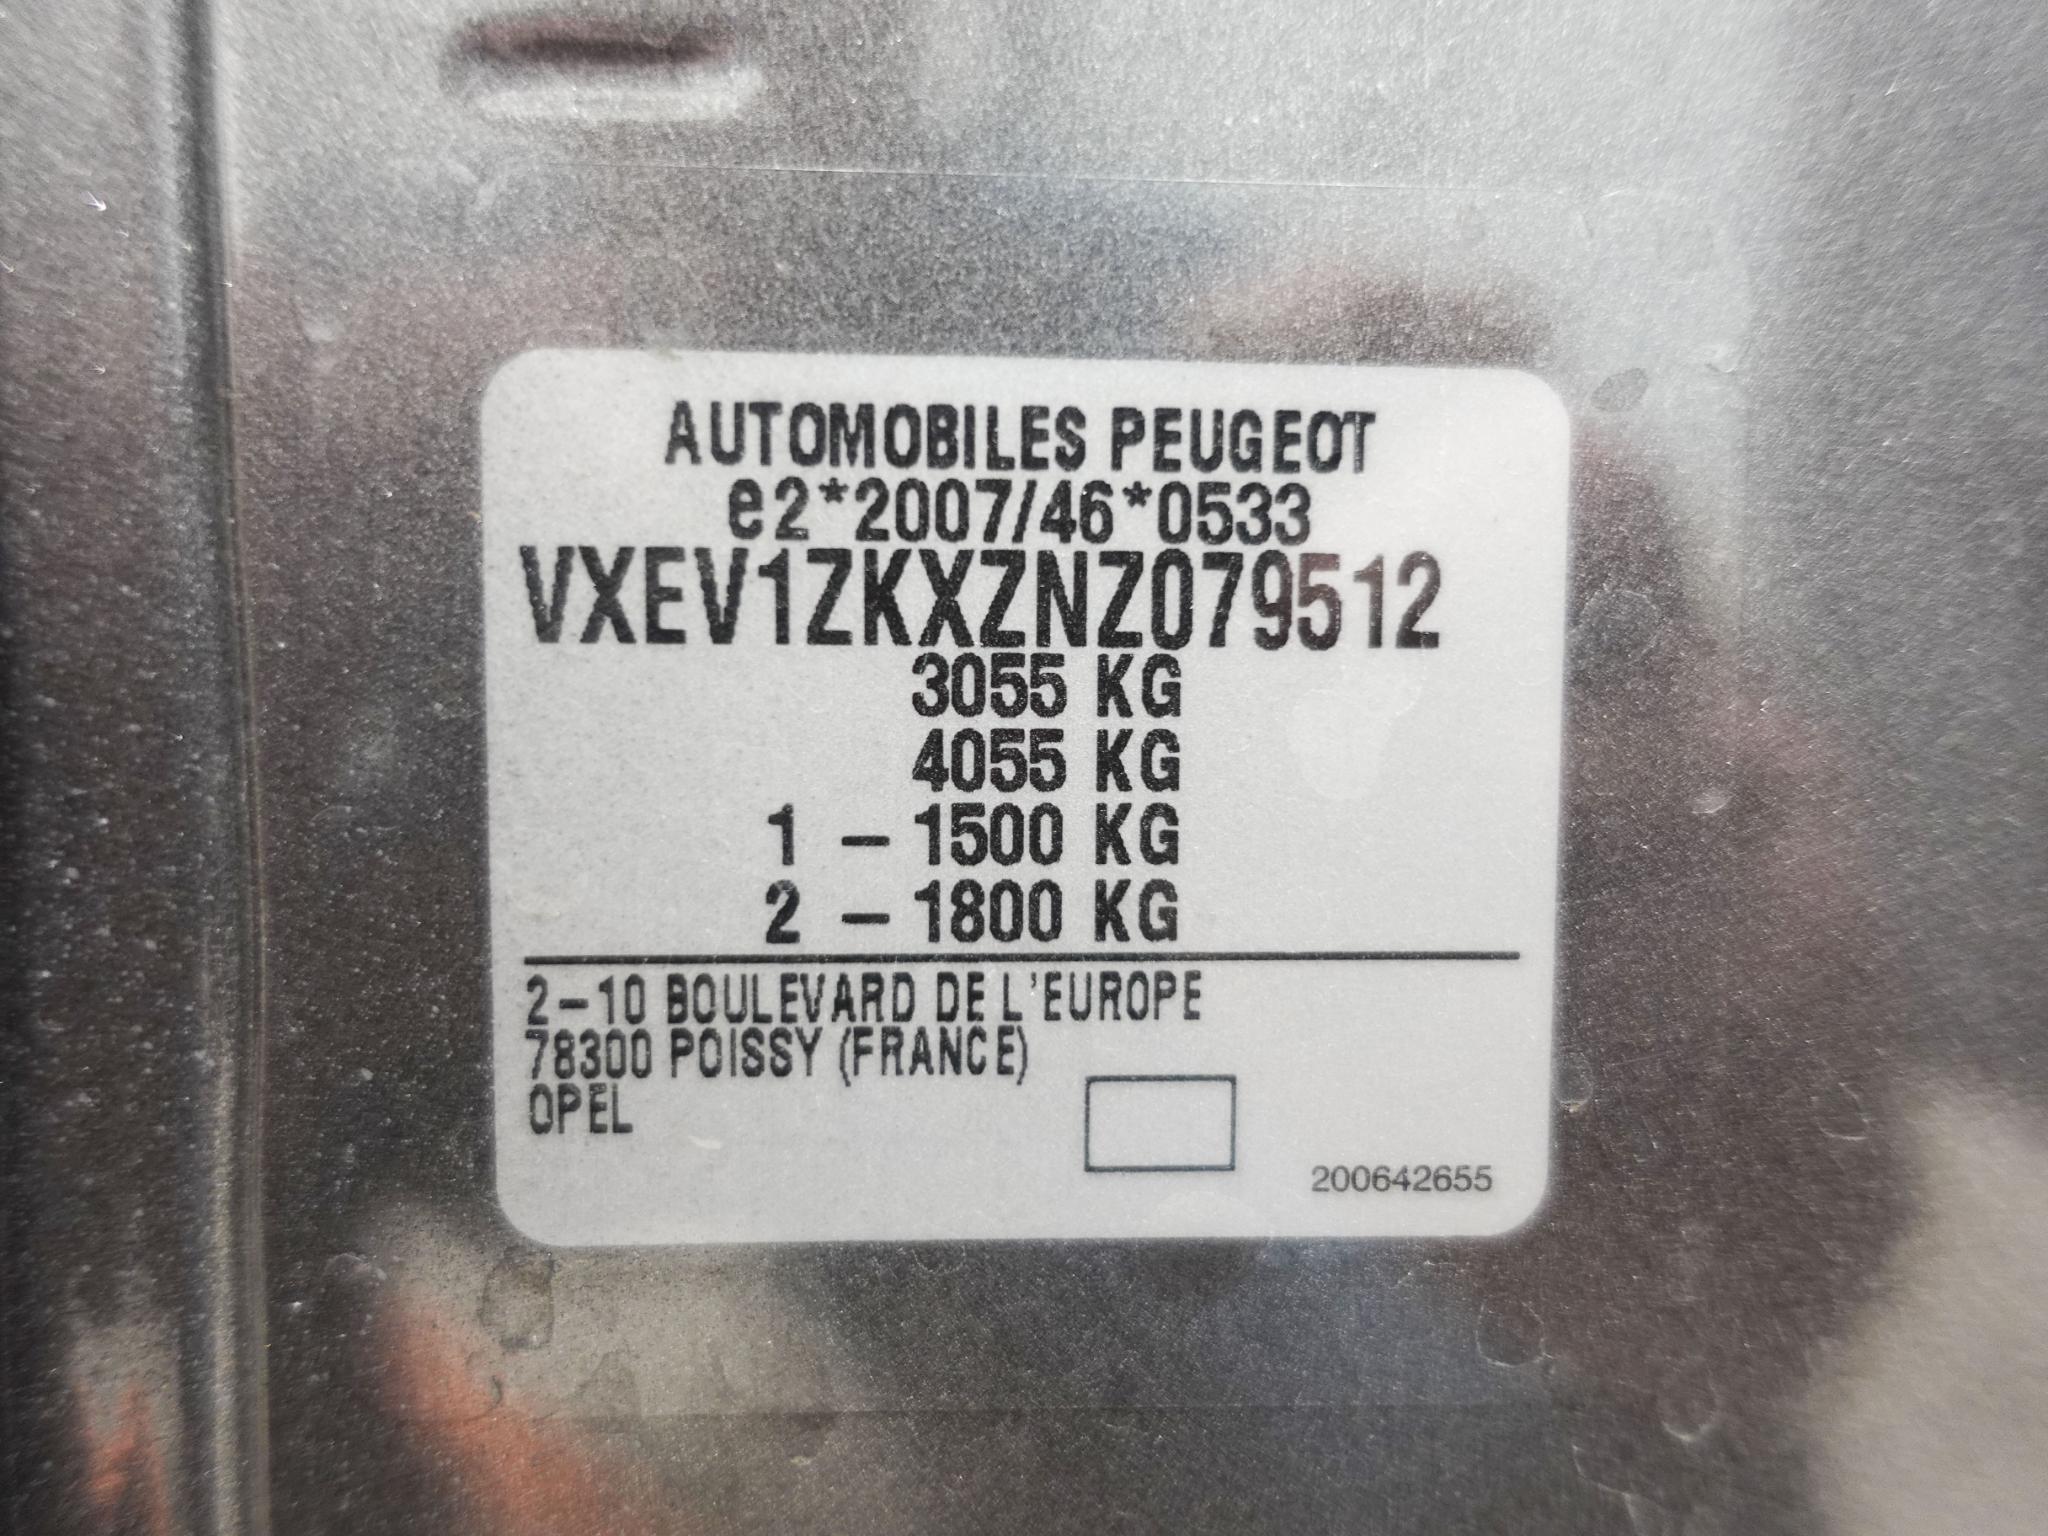 AUTOMOBILES PEUGEOT
e2*2007/46*0533
VXEV1ZKXZNZ079512
3055 KG
4055 KG
1 - 1500 KG
2 - 1800 KG
2-10 BOULEVARD DE L'EUROPE
78300 POISSY (FRANCE)
OPEL
200642655